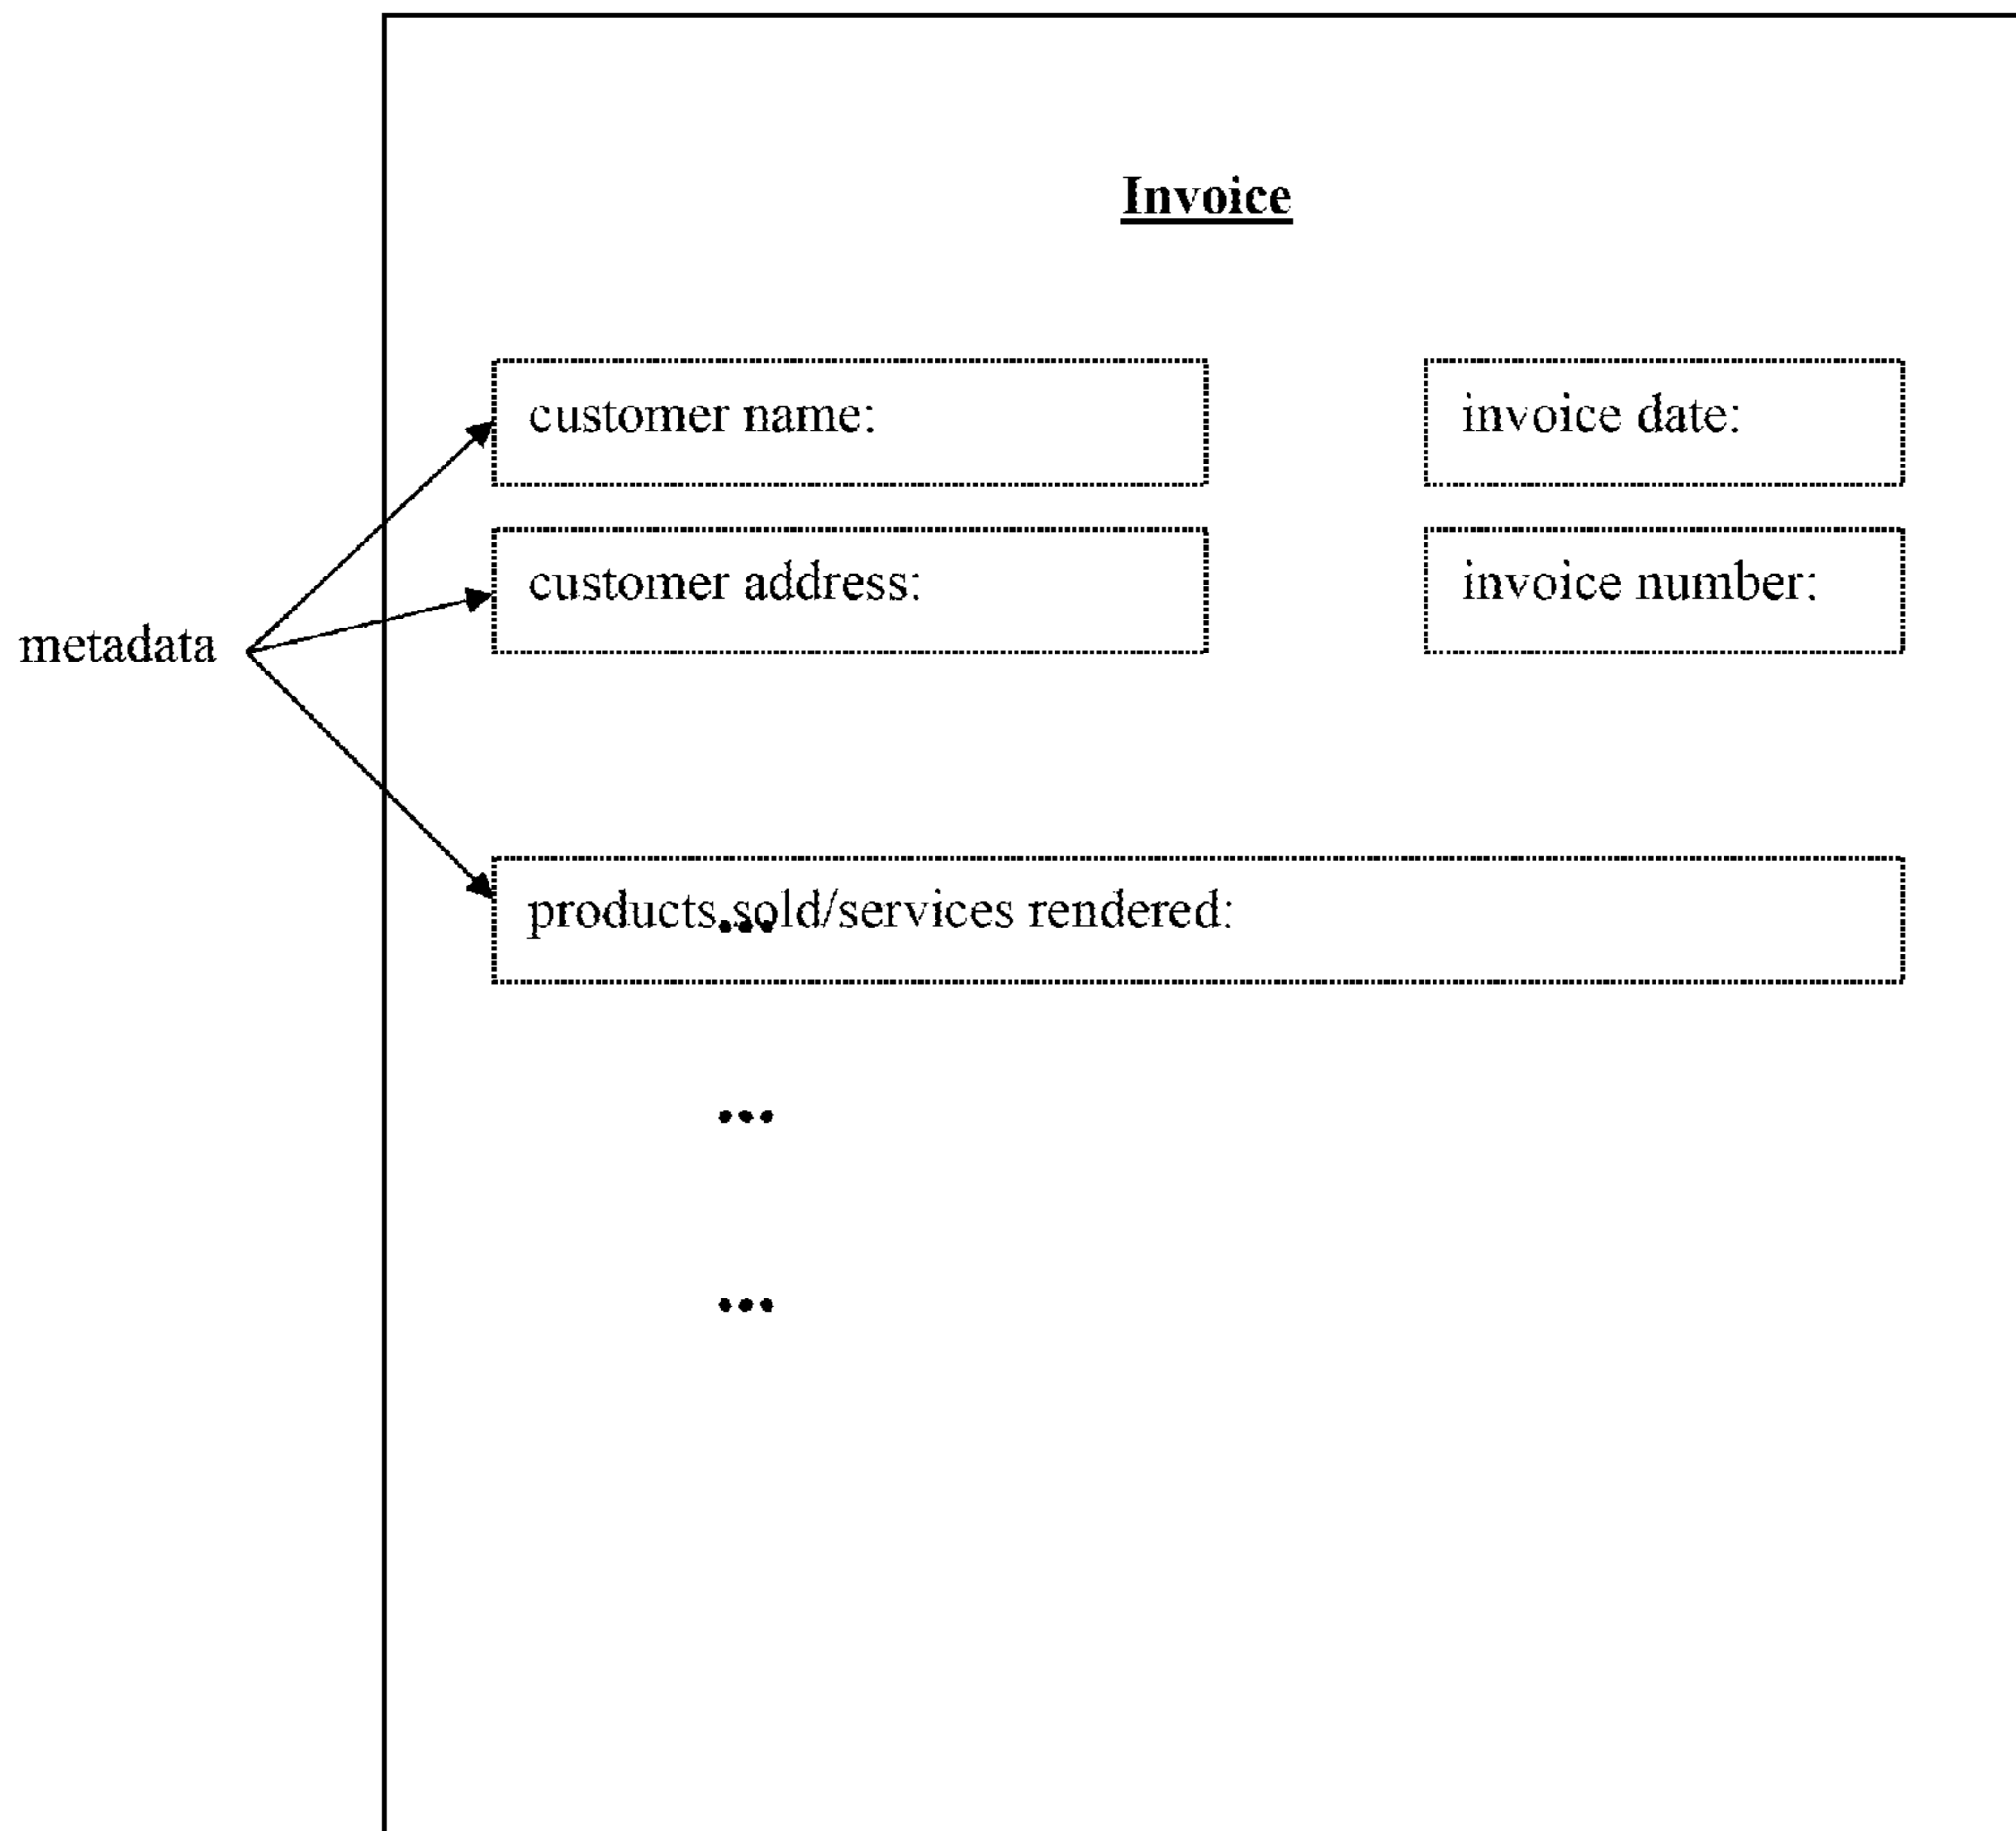 Invoice
customer name: invoice date:
customer address: invoice number:
metadata
products sold/services rendered:
...
...
...